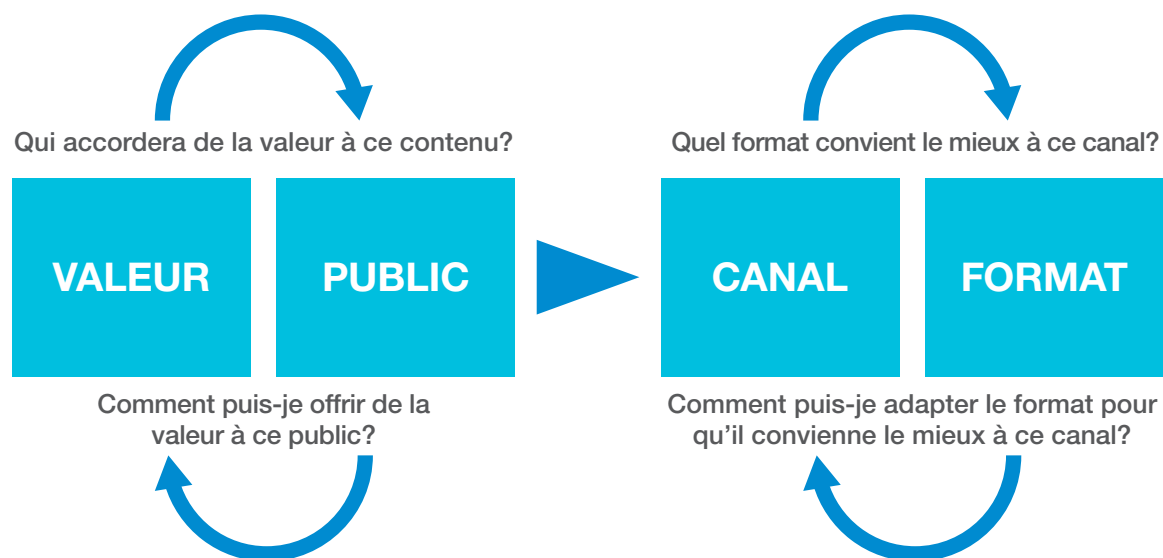 Qui accordera de la valeur à ce contenu?
VALEUR
PUBLIC
Comment puis-je offrir de la
valeur à ce public?
Quel format convient le mieux à ce canal?
CANAL
FORMAT
Comment puis-je adapter le format pour
qu’il convienne le mieux à ce canal?